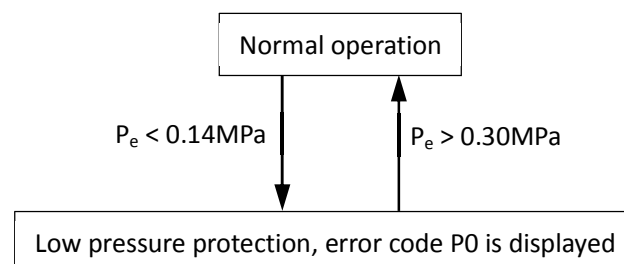 Normal operation
Pₑ < 0.14MPa
Pₑ > 0.30MPa
Low pressure protection, error code P0 is displayed